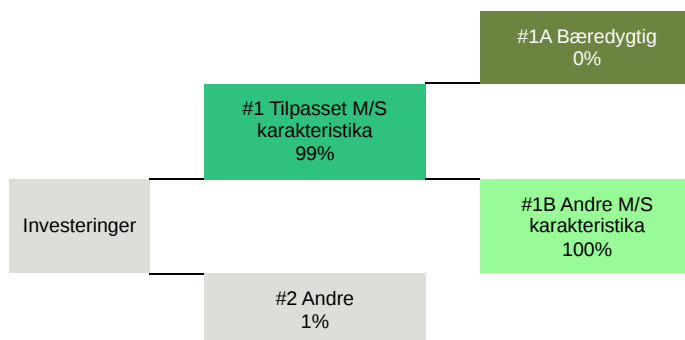 #1A Bæredygtig
0%
#1 Tilpasset M/S
karakteristika
99%
Investeringer
#1B Andre M/S
karakteristika
100%
#2 Andre
1%